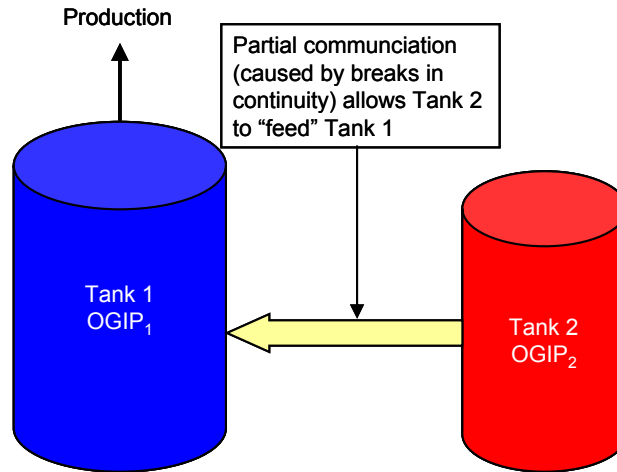 Production
Partial communciation
(caused by breaks in
continuity) allows Tank 2
to “feed” Tank 1
Tank 1
OGIP₁
Tank 2
OGIP₂